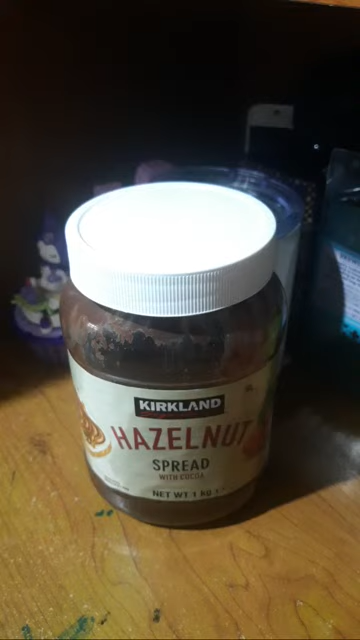 KIRKLAND
HAZELNUT
SPREAD
WITH COCOA
NET WT 1 KG